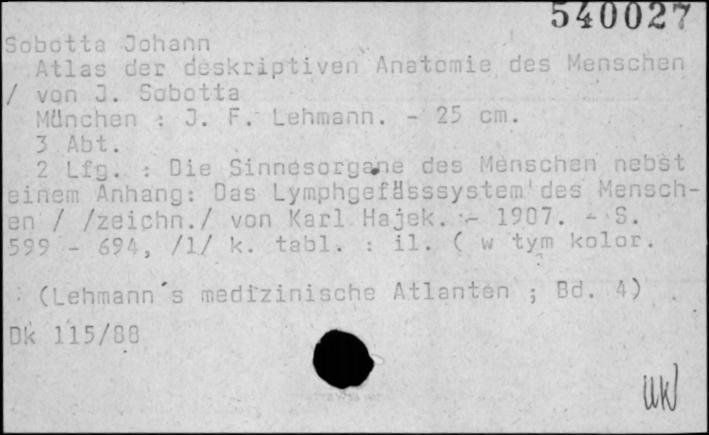 540027
Sobotta Johann
Atlas der deskriptiven Anatomie des Menschen
/ von J. Sobotta
München : J. F. Lehmann. - 25 cm.
3 Abt.
2 Lfg. : Die Sinnesorgane des Menschen nebst
einem Anhang: Das Lymphgefässsystem des Mensch-
en / /zeichn./ von Karl Hajek. - 1907. - S.
599 - 694, /1/ k. tabl. : il. ( w tym kolor.
(Lehmann's medizinische Atlanten ; Bd. 4)
Dk 115/88
UW